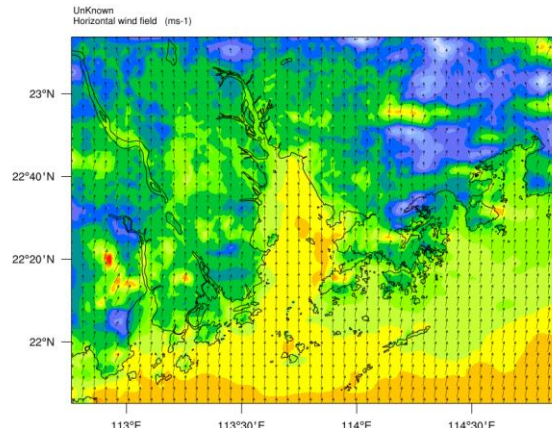 UnKnown
Horizontal wind field (ms-1)
23°N
22°40'N
22°20'N
22°N
113°E
113°30'E
114°E
114°30'E